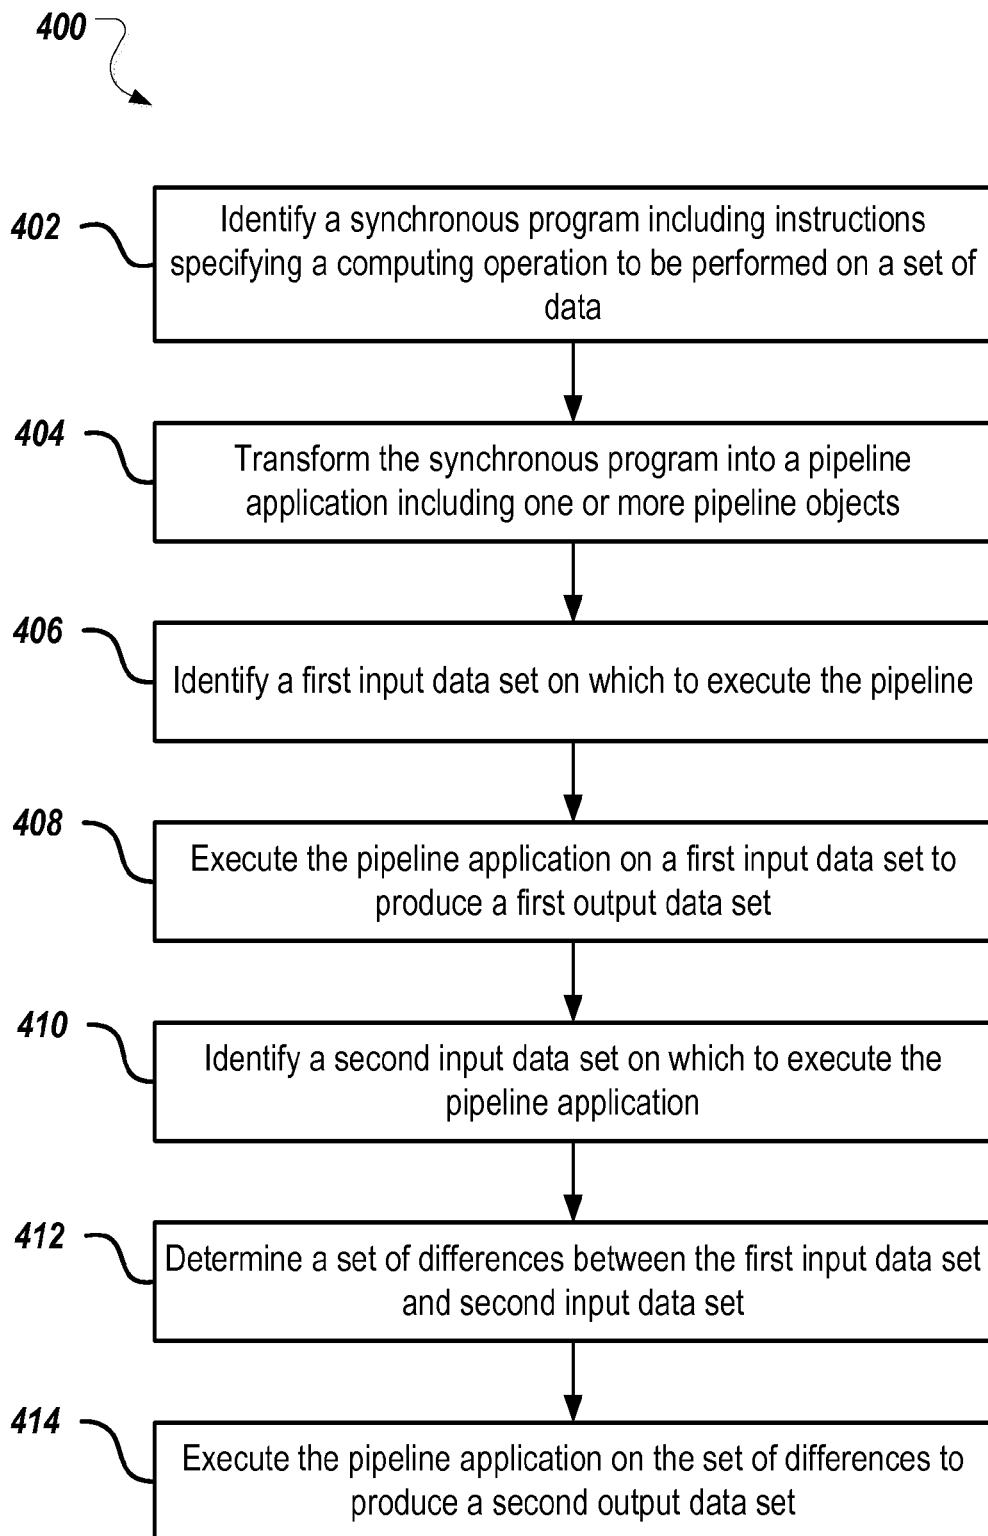 400
402
Identify a synchronous program including instructions
specifying a computing operation to be performed on a set of
data
404
Transform the synchronous program into a pipeline
application including one or more pipeline objects
406
Identify a first input data set on which to execute the pipeline
408
Execute the pipeline application on a first input data set to
produce a first output data set
410
Identify a second input data set on which to execute the
pipeline application
412
Determine a set of differences between the first input data set
and second input data set
414
Execute the pipeline application on the set of differences to
produce a second output data set